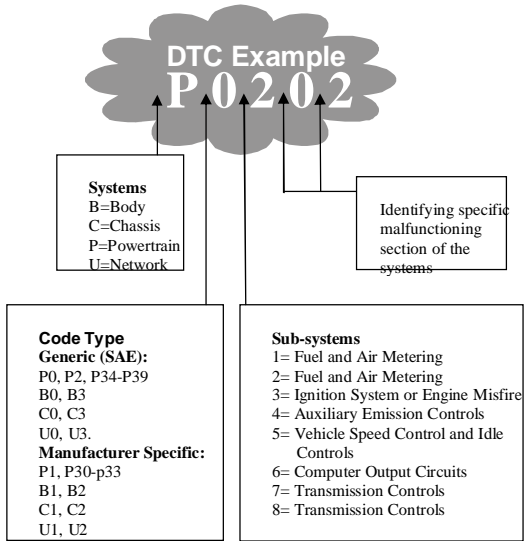 DTC Example
P 0 2 0 2
Systems
B=Body
C=Chassis
P=Powertrain
U=Network
Identifying specific
malfunctioning
section of the
systems
Code Type
Generic (SAE):
P0, P2, P34-P39
B0, B3
C0, C3
U0, U3.
Manufacturer Specific:
P1, P30-p33
B1, B2
C1, C2
U1, U2
Sub-systems
1= Fuel and Air Metering
2= Fuel and Air Metering
3= Ignition System or Engine Misfire
4= Auxiliary Emission Controls
5= Vehicle Speed Control and Idle
Controls
6= Computer Output Circuits
7= Transmission Controls
8= Transmission Controls